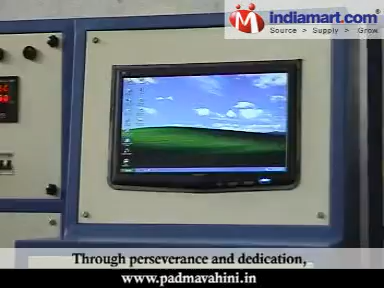 indiamart.com
Source > Supply > Grow
Through perseverance and dedication,
www.padmavahini.in